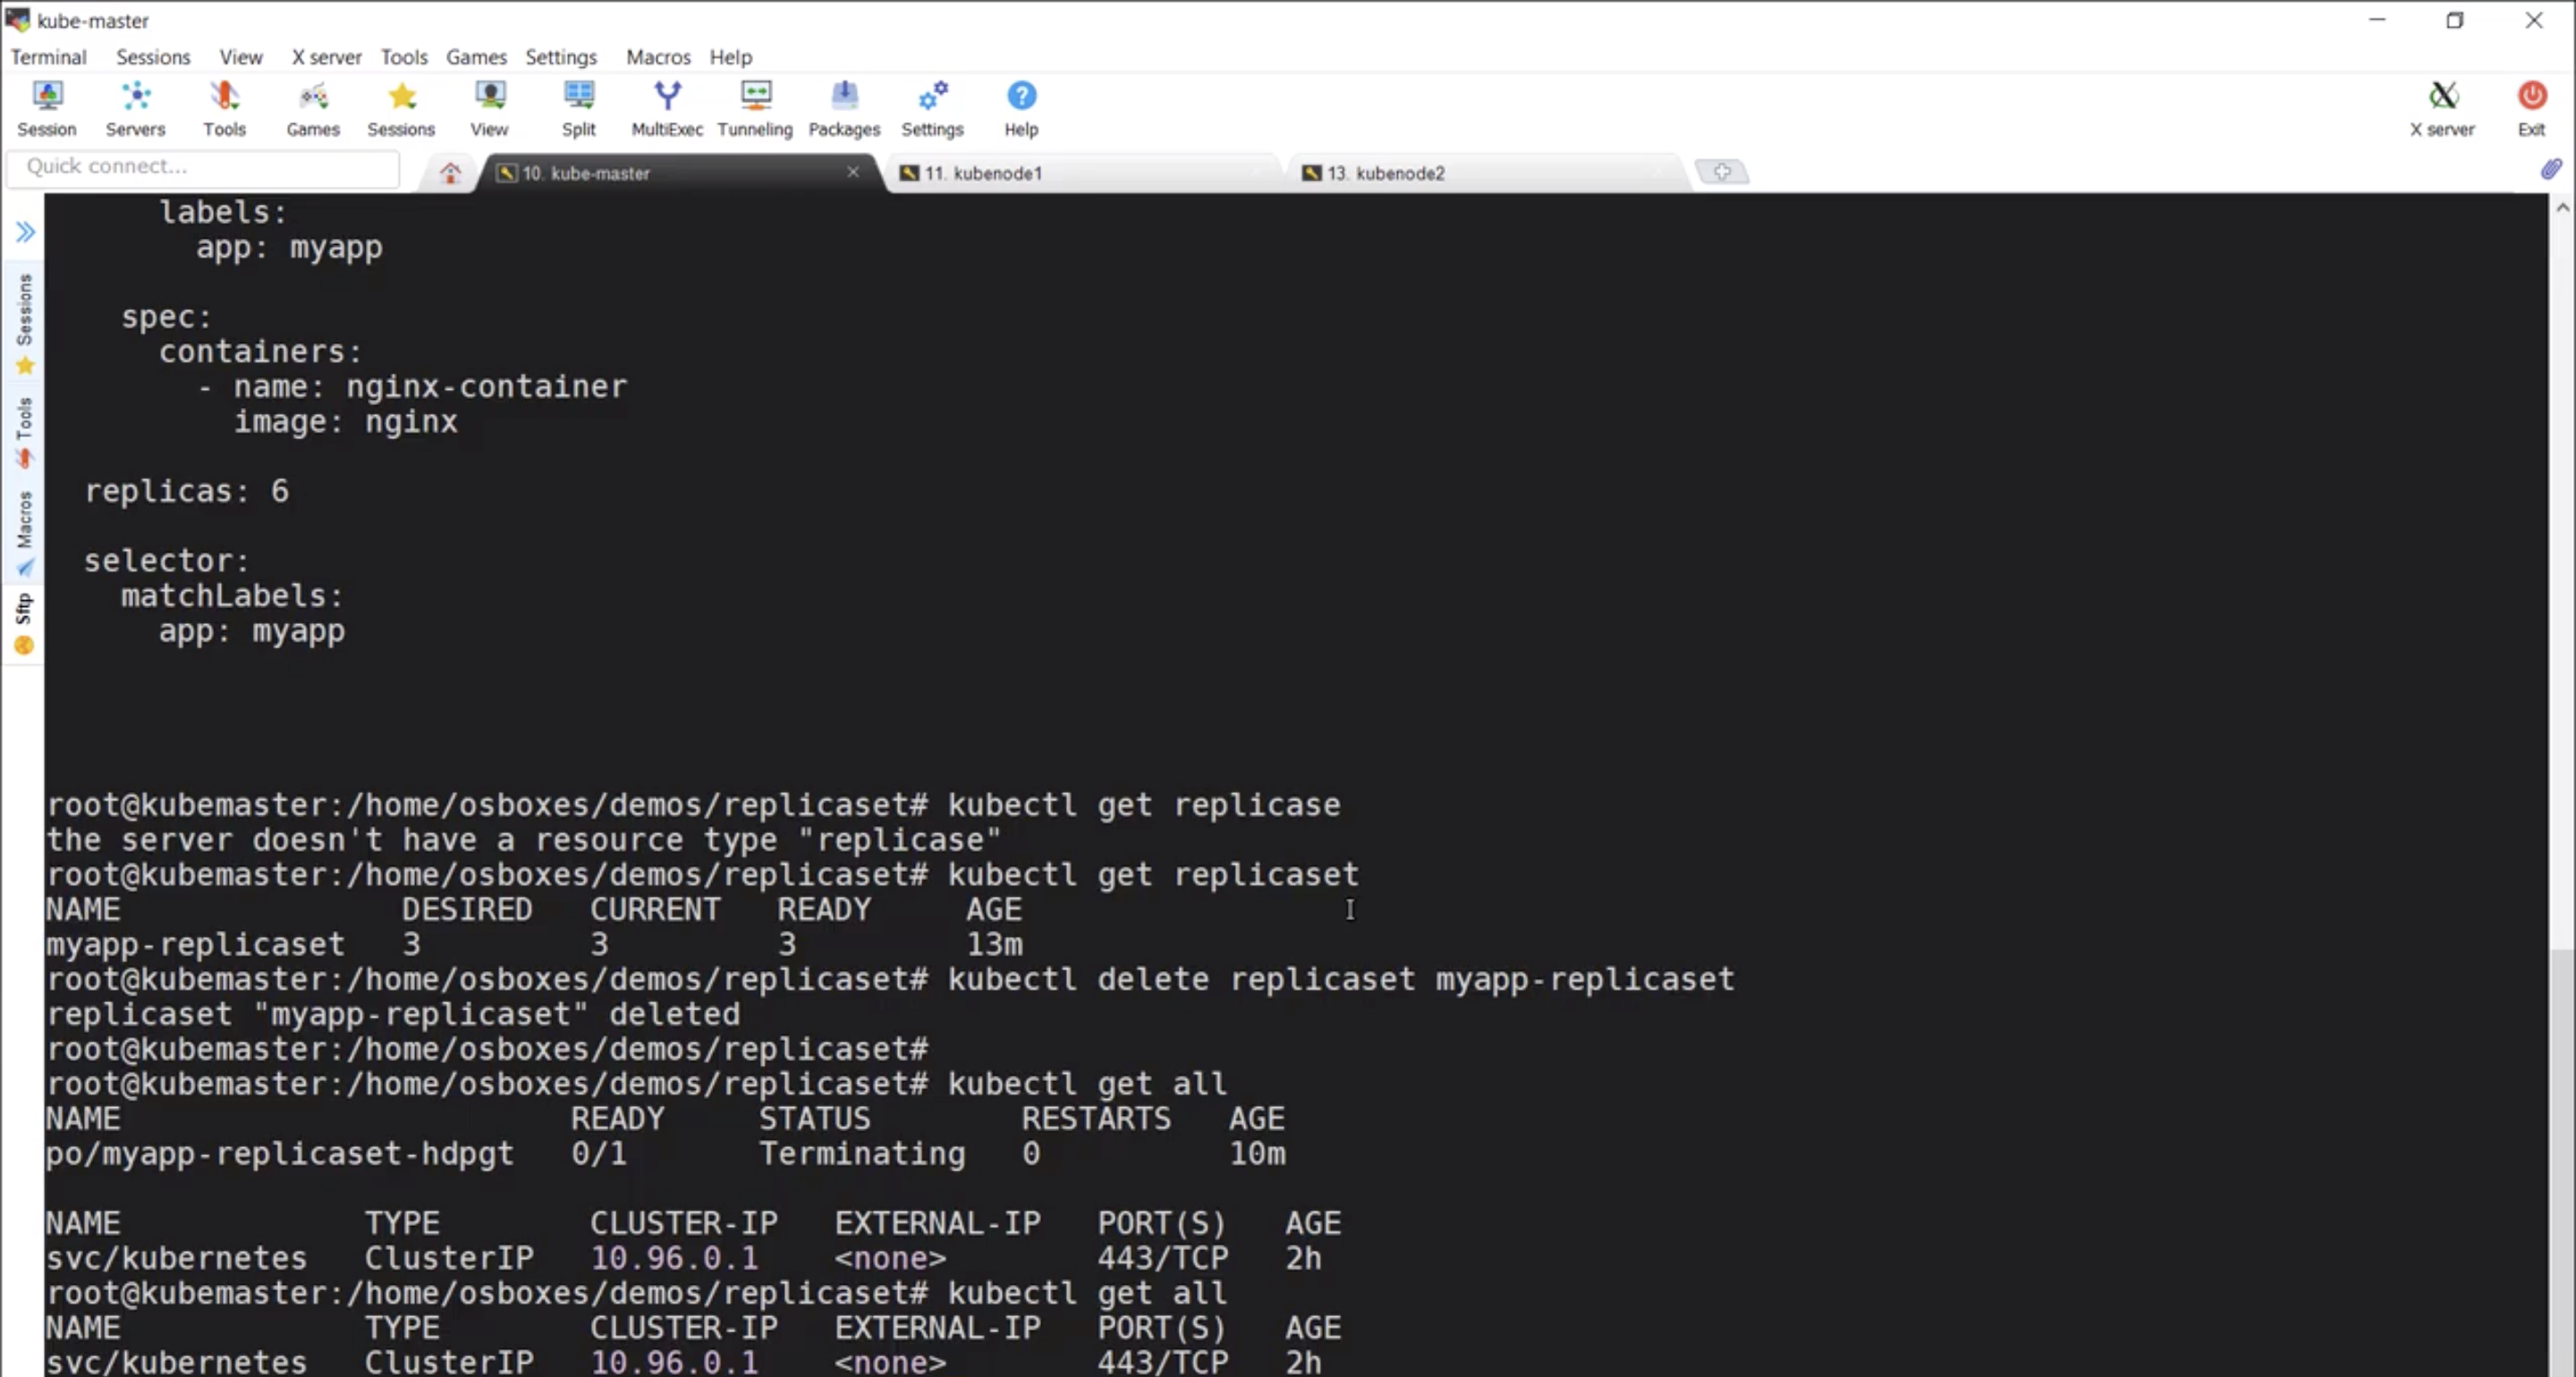 kube-master
Terminal Sessions View X server Tools Games Settings Macros Help
Session Servers Tools Games Sessions View Split MultiExec Tunneling Packages Settings Help X server Exit
Quick connect... 10. kube-master 11. kubenode1 13. kubenode2
Sessions
Tools
Macros
Sftp
labels:
app: myapp
spec:
containers:
- name: nginx-container
image: nginx
replicas: 6
selector:
matchLabels:
app: myapp
root@kubemaster:/home/osboxes/demos/replicaset# kubectl get replicase
the server doesn't have a resource type "replicase"
root@kubemaster:/home/osboxes/demos/replicaset# kubectl get replicaset
NAME DESIRED CURRENT READY AGE
myapp-replicaset 3 3 3 13m
root@kubemaster:/home/osboxes/demos/replicaset# kubectl delete replicaset myapp-replicaset
replicaset "myapp-replicaset" deleted
root@kubemaster:/home/osboxes/demos/replicaset#
root@kubemaster:/home/osboxes/demos/replicaset# kubectl get all
NAME READY STATUS RESTARTS AGE
po/myapp-replicaset-hdpgt 0/1 Terminating 0 10m
NAME TYPE CLUSTER-IP EXTERNAL-IP PORT(S) AGE
svc/kubernetes ClusterIP 10.96.0.1 <none> 443/TCP 2h
root@kubemaster:/home/osboxes/demos/replicaset# kubectl get all
NAME TYPE CLUSTER-IP EXTERNAL-IP PORT(S) AGE
svc/kubernetes ClusterIP 10.96.0.1 <none> 443/TCP 2h